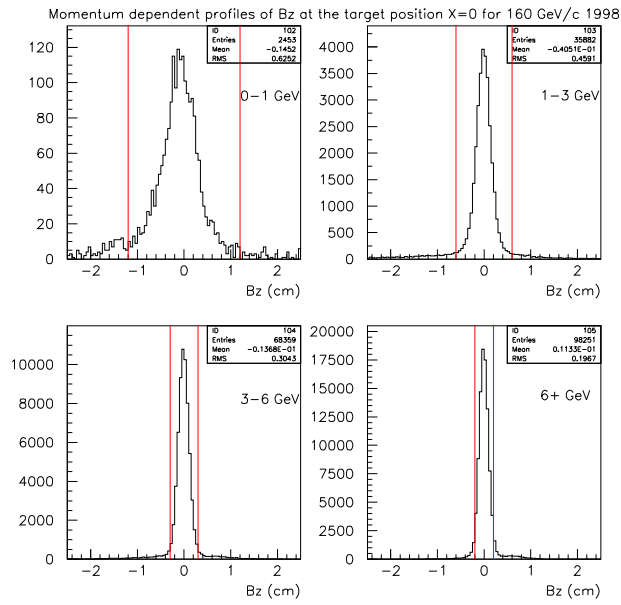 Momentum dependent profiles of Bz at the target position X=0 for 160 GeV/c 1998
ID 102
Entries 2453
Mean -0.1452
RMS 0.6252
0-1 GeV
120
100
80
60
40
20
0
-2 -1 0 1 2
Bz (cm)
ID 103
Entries 35882
Mean -0.4051E-01
RMS 0.4591
1-3 GeV
4000
3500
3000
2500
2000
1500
1000
500
0
-2 -1 0 1 2
Bz (cm)
ID 104
Entries 68359
Mean -0.1368E-01
RMS 0.3043
3-6 GeV
10000
8000
6000
4000
2000
0
-2 -1 0 1 2
Bz (cm)
ID 105
Entries 98251
Mean 0.1133E-01
RMS 0.1967
6+ GeV
20000
17500
15000
12500
10000
7500
5000
2500
0
-2 -1 0 1 2
Bz (cm)